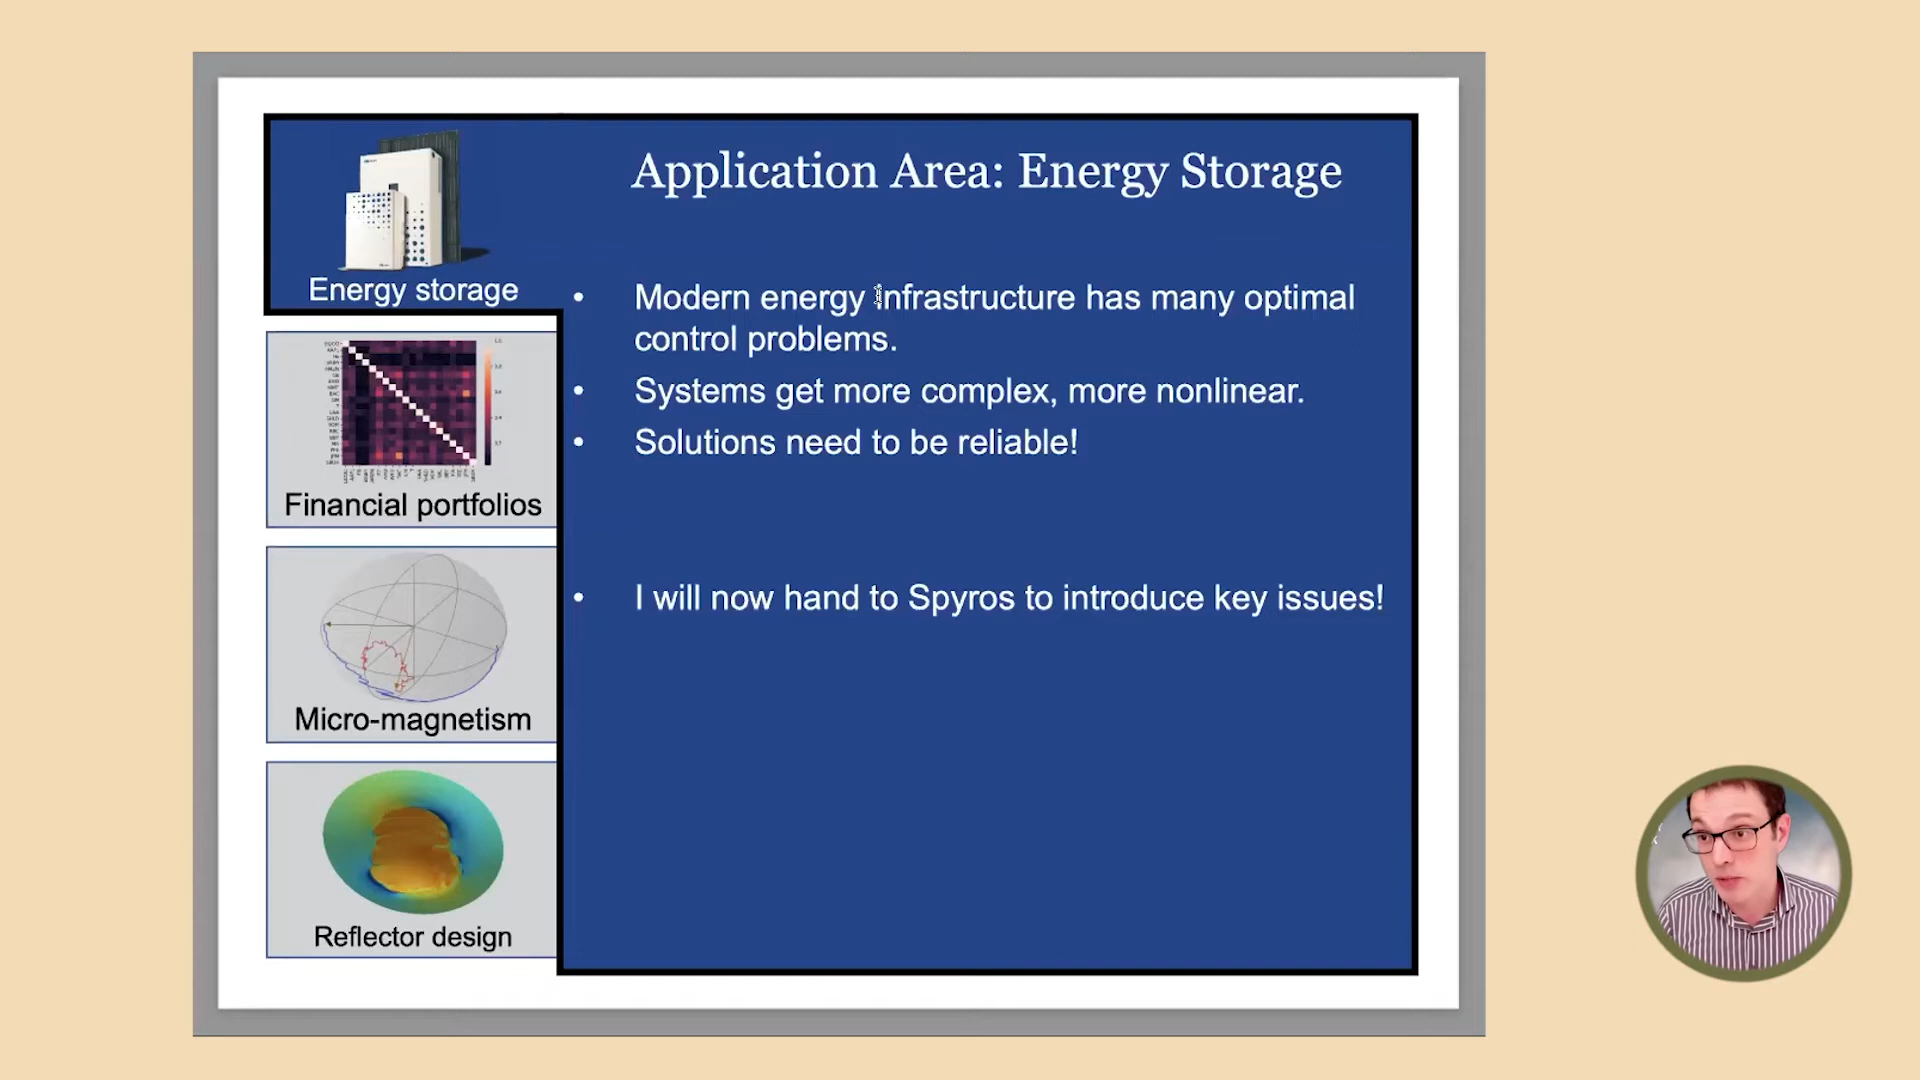 Application Area: Energy Storage
Energy storage
• Modern energy infrastructure has many optimal
control problems.
• Systems get more complex, more nonlinear.
• Solutions need to be reliable!
• I will now hand to Spyros to introduce key issues!
Financial portfolios
Micro-magnetism
Reflector design